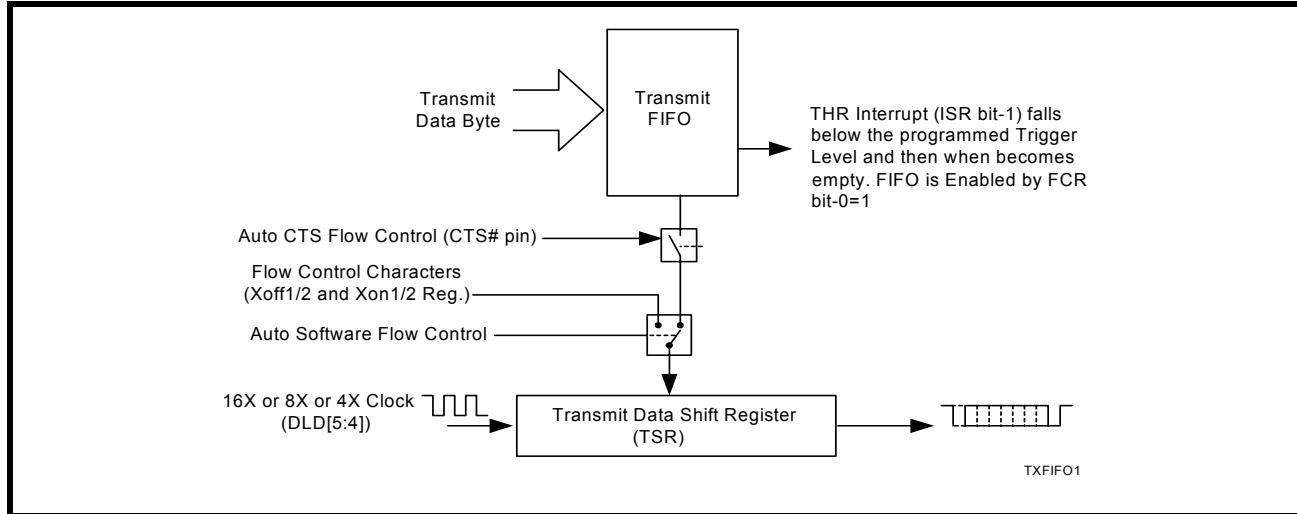 Transmit
Data Byte
Transmit
FIFO
THR Interrupt (ISR bit-1) falls
below the programmed Trigger
Level and then when becomes
empty. FIFO is Enabled by FCR
bit-0=1
Auto CTS Flow Control (CTS# pin)
Flow Control Characters
(Xoff1/2 and Xon1/2 Reg.)
Auto Software Flow Control
16X or 8X or 4X Clock
(DLD[5:4])
Transmit Data Shift Register
(TSR)
TXFIFO1